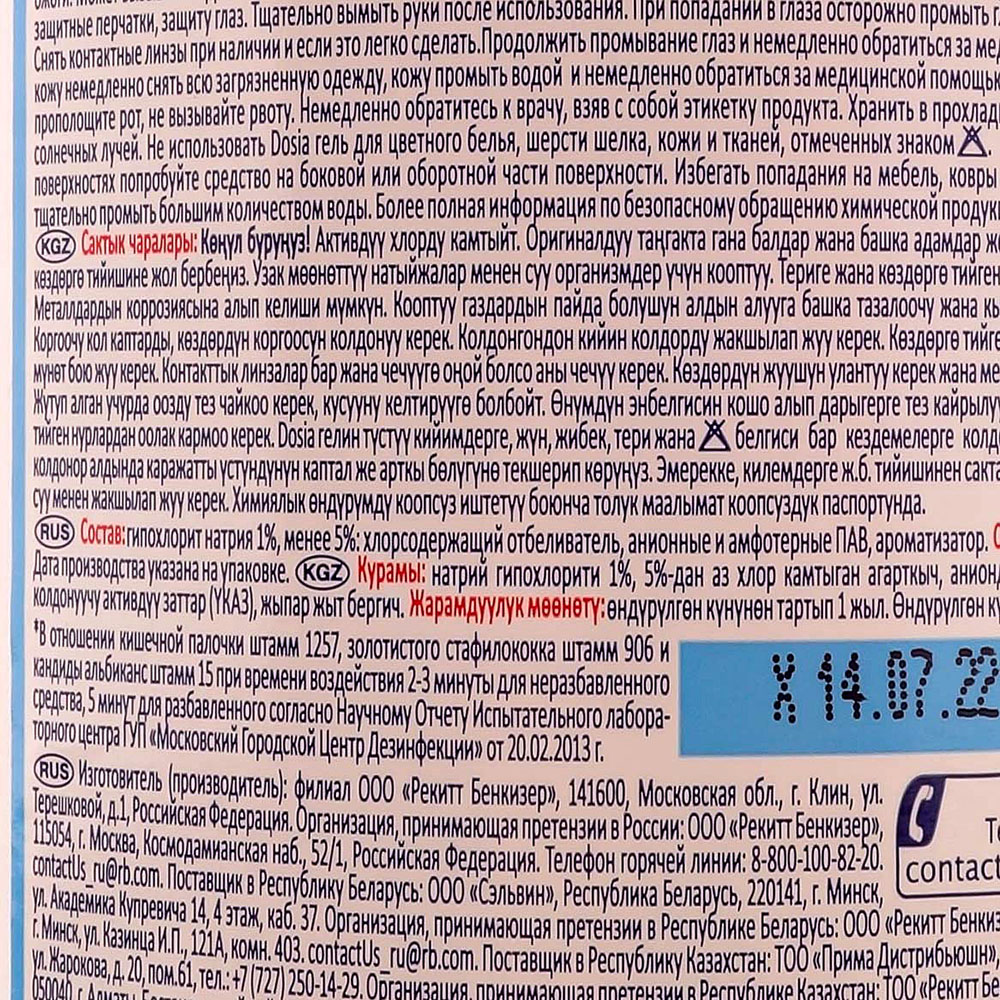 защитные перчатки, защиту глаз. Тщательно вымыть руки после использования. При попадании в глаза осторожно промыть
Снять контактные линзы при наличии и если это легко сделать.Продолжить промывание глаз и немедленно обратиться за
кожу немедленно снять всю загрязненную одежду, кожу промыть водой и немедленно обратиться за медицинской помощью
прополощите рот, не вызывайте рвоту. Немедленно обратитесь к врачу, взяв с собой этикетку продукта. Хранить в
солнечных лучей. Не использовать Dosia гель для цветного белья, шерсти шелка, кожи и тканей, отмеченных знаком .
поверхностях попробуйте средство на боковой или оборотной части поверхности. Избегать попадания на мебель, ковры
тщательно промыть большим количеством воды. Более полная информация по безопасному обращению химической
KGZ Сактык чаралары: Көңүл буруңуз! Активдүү хлорду камтыйт. Оригиналдуу таңгакта гана балдар жана башка адамдар
көздөргө тийишине жол бербеңиз. Узак мөөнөттүү натыйжалар менен суу организмдер үчүн кооптуу. Териге жана көздөргө тийген
Металлдардын коррозиясына алып келиши мүмкүн. Кооптуу газдардын пайда болушун алдын алууга башка тазалоочу жана
Коргоочу кол каптарды, көздөрдүн коргоосун колдонуу керек. Колдонгондон кийин колдорду жакшылап жуу керек. Көздөргө
мүнөт бою жуу керек. Контакттык линзалар бар жана чечүүгө оңой болсо аны чечүү керек. Көздөрдүн жуушун улантуу керек жана
Жутуп алган учурда оозду тез чайкоо керек, кусууну келтирүүгө болбойт. Өнүмдүн энбелгисин кошо алып дарыгерге тез
тийген нурлардан оолак кармоо керек. Dosia гелин түстүү кийимдерге, жүн, жибек, тери жана белгиси бар кездемелерге
колдонор алдында каражатты үстүндүнүн каптал же арткы бөлүгүнө текшерип көрүңүз. Эмерекке, килемдерге ж.б. тийишинен
суу менен жакшылап жуу керек. Химиялык өндүрүмдү коопсуз иштетүү боюнча толук маалымат коопсуздук паспортунда.
RUS Состав:гипохлорит натрия 1%, менее 5%: хлорсодержащий отбеливатель, анионные и амфотерные ПАВ, ароматизатор.
Дата производства указана на упаковке. KGZ Курамы: натрий гипохлорити 1%, 5%-дан аз хлор камтыган агарткыч,
колдонуучу активдүү заттар (ҮКАЗ), жыпар жыт бергич. Жарамдуулук мөөнөтү:өндүрүлгөн күнүнөн тартып 1 жыл. Өндүрүлгөн
*В отношении кишечной палочки штамм 1257, золотистого стафилококка штамм 906 и
кандиды альбиканс штамм 15 при времени воздействия 2-3 минуты для неразбавленного
средства, 5 минут для разбавленного согласно Научному Отчету Испытательного лабора-
торного центра ГУП «Московский Городской Центр Дезинфекции» от 20.02.2013 г.
X 14.07.22
RUS Изготовитель (производитель): филиал ООО «Рекитт Бенкизер», 141600, Московская обл., г. Клин, ул.
Терешковой, д.1, Российская Федерация. Организация, принимающая претензии в России: ООО «Рекитт Бенкизер»,
115054, г. Москва, Космодамианская наб., 52/1, Российская Федерация. Телефон горячей линии: 8-800-100-82-20.
contactUs_ru@rb.com. Поставщик в Республику Беларусь: ООО «Сэльвин», Республика Беларусь, 220141, г. Минск,
ул. Академика Купревича 14, 4 этаж, каб. 37. Организация, принимающая претензии в Республике Беларусь: ООО «Рекитт
г. Минск, ул. Казинца И.П., 121А, комн. 403. contactUs_ru@rb.com. Поставщик в Республику Казахстан: ТОО «Прима Дистрибьюшн»,
ул. Жарокова, д. 20, пом.61, тел.: +7 (727) 250-14-29. Организация, принимающая претензии в Республике Казахстан: ТОО «Рекитт
contact